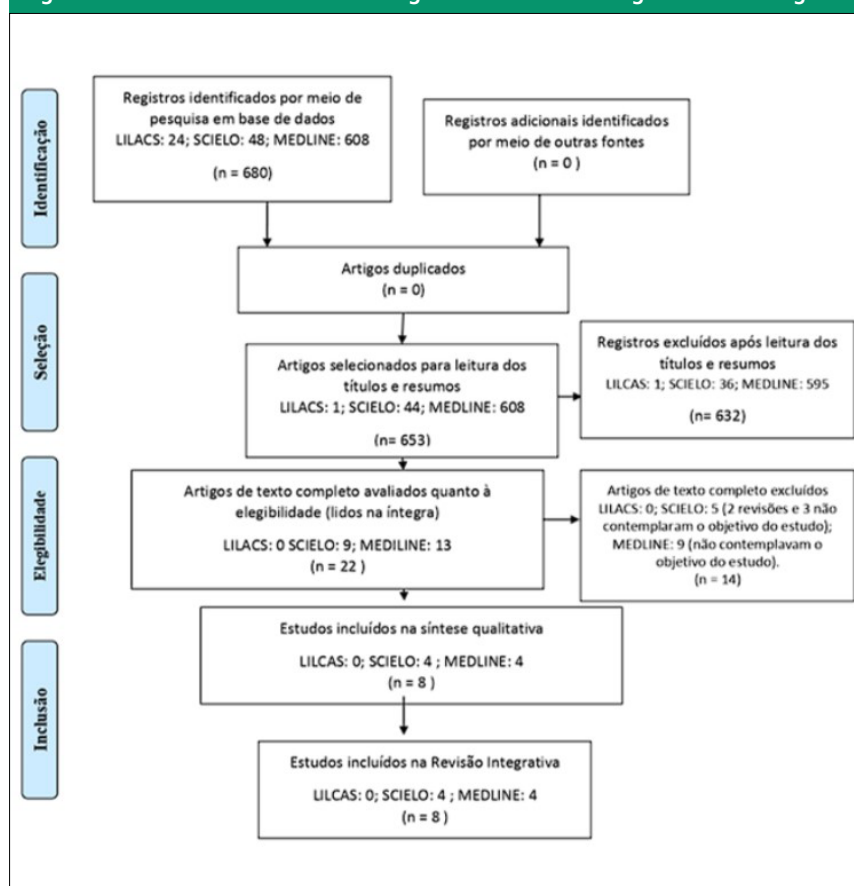 Identificação
Registros identificados por meio de
pesquisa em base de dados
LILACS: 24; SCIELO: 48; MEDLINE: 608
(n = 680)
Registros adicionais identificados
por meio de outras fontes
(n = 0 )
Artigos duplicados
(n = 0)
Seleção
Artigos selecionados para leitura dos
títulos e resumos
LILACS: 1; SCIELO: 44; MEDLINE: 608
(n= 653)
Registros excluídos após leitura dos
títulos e resumos
LILCAS: 1; SCIELO: 36; MEDLINE: 595
(n= 632)
Elegibilidade
Artigos de texto completo avaliados quanto à
elegibilidade (lidos na íntegra)
LILACS: 0 SCIELO: 9; MEDILINE: 13
(n = 22 )
Artigos de texto completo excluídos
LILACS: 0; SCIELO: 5 (2 revisões e 3 não
contemplaram o objetivo do estudo);
MEDLINE: 9 (não contemplavam o
objetivo do estudo).
(n = 14)
Inclusão
Estudos incluídos na síntese qualitativa
LILCAS: 0; SCIELO: 4 ; MEDLINE: 4
(n = 8 )
Estudos incluídos na Revisão Integrativa
LILCAS: 0; SCIELO: 4 ; MEDLINE: 4
(n = 8 )